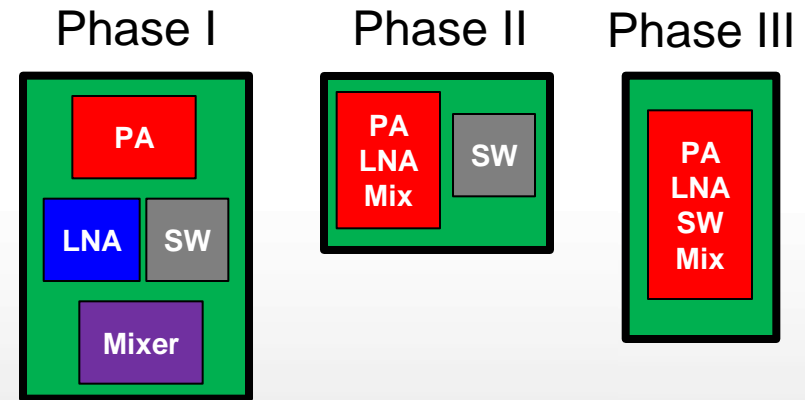 Phase I
PA
LNA
SW
Mixer
Phase II
PA
LNA
Mix
SW
Phase III
PA
LNA
SW
Mix